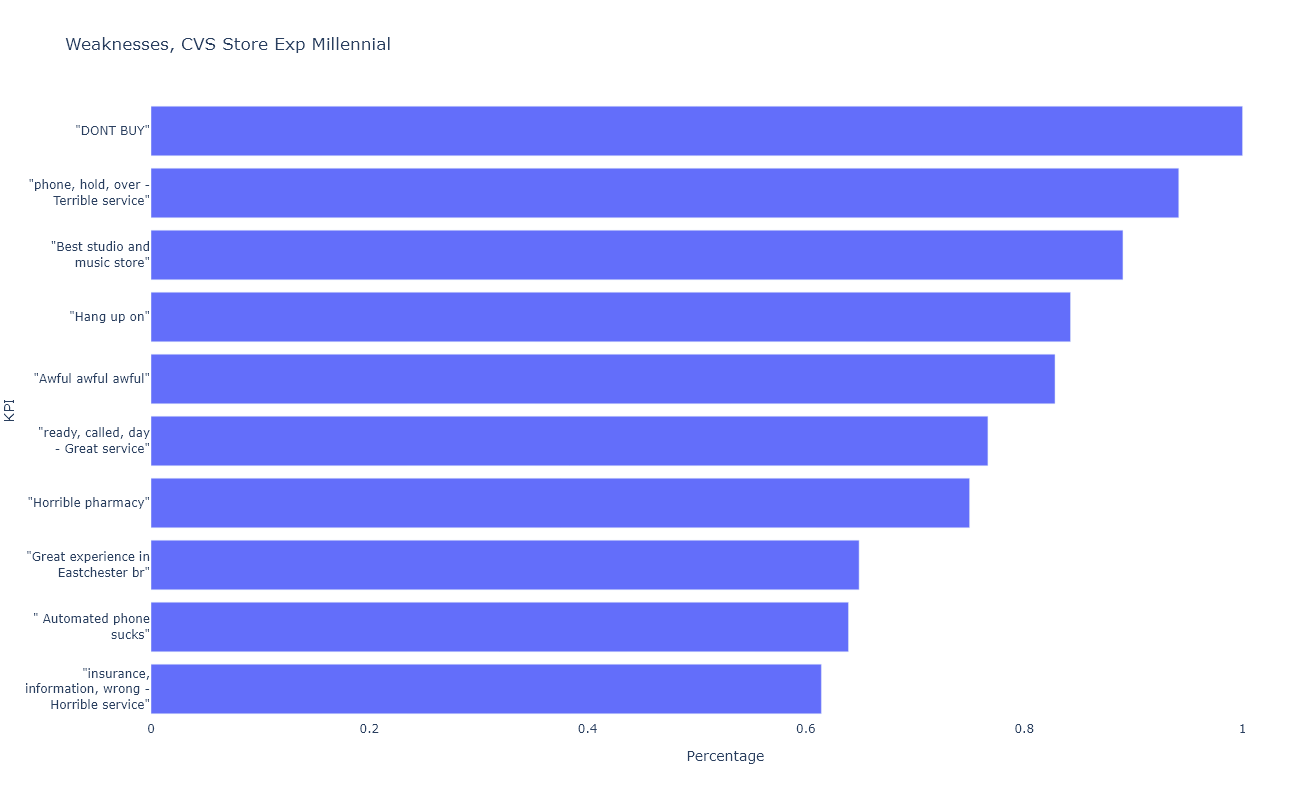 Weaknesses, CVS Store Exp Millennial
"DONT BUY"
"phone, hold, over -
Terrible service"
"Best studio and
music store"
"Hang up on"
"Awful awful awful"
KPI
"ready, called, day
- Great service"
"Horrible pharmacy"
"Great experience in
Eastchester br"
" Automated phone
sucks"
"insurance,
information, wrong -
Horrible service"
0 0.2 0.4 0.6 0.8 1
Percentage